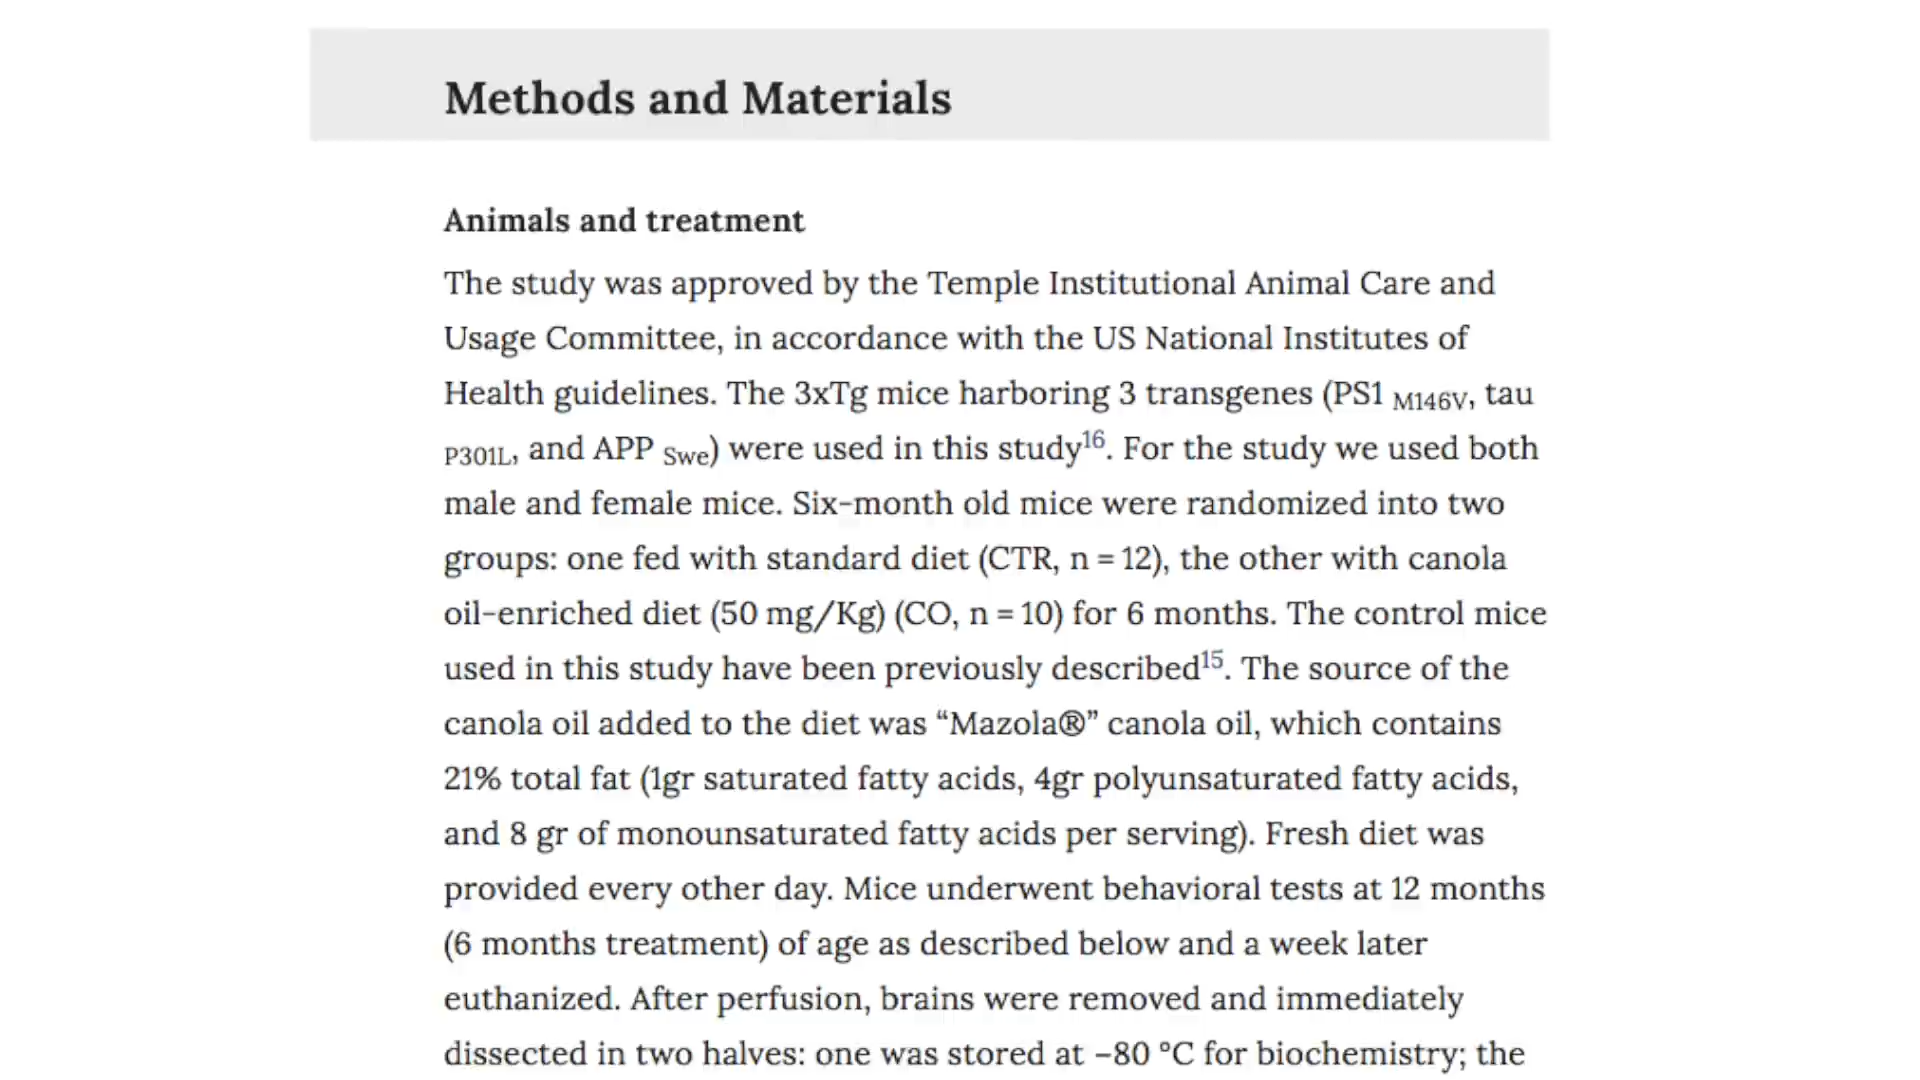 Methods and Materials
Animals and treatment
The study was approved by the Temple Institutional Animal Care and
Usage Committee, in accordance with the US National Institutes of
Health guidelines. The 3xTg mice harboring 3 transgenes (PS1 M146V, tau
P301L, and APP Swe) were used in this study16. For the study we used both
male and female mice. Six-month old mice were randomized into two
groups: one fed with standard diet (CTR, n = 12), the other with canola
oil-enriched diet (50 mg/Kg) (CO, n = 10) for 6 months. The control mice
used in this study have been previously described15. The source of the
canola oil added to the diet was “Mazola®” canola oil, which contains
21% total fat (1gr saturated fatty acids, 4gr polyunsaturated fatty acids,
and 8 gr of monounsaturated fatty acids per serving). Fresh diet was
provided every other day. Mice underwent behavioral tests at 12 months
(6 months treatment) of age as described below and a week later
euthanized. After perfusion, brains were removed and immediately
dissected in two halves: one was stored at −80 °C for biochemistry; the